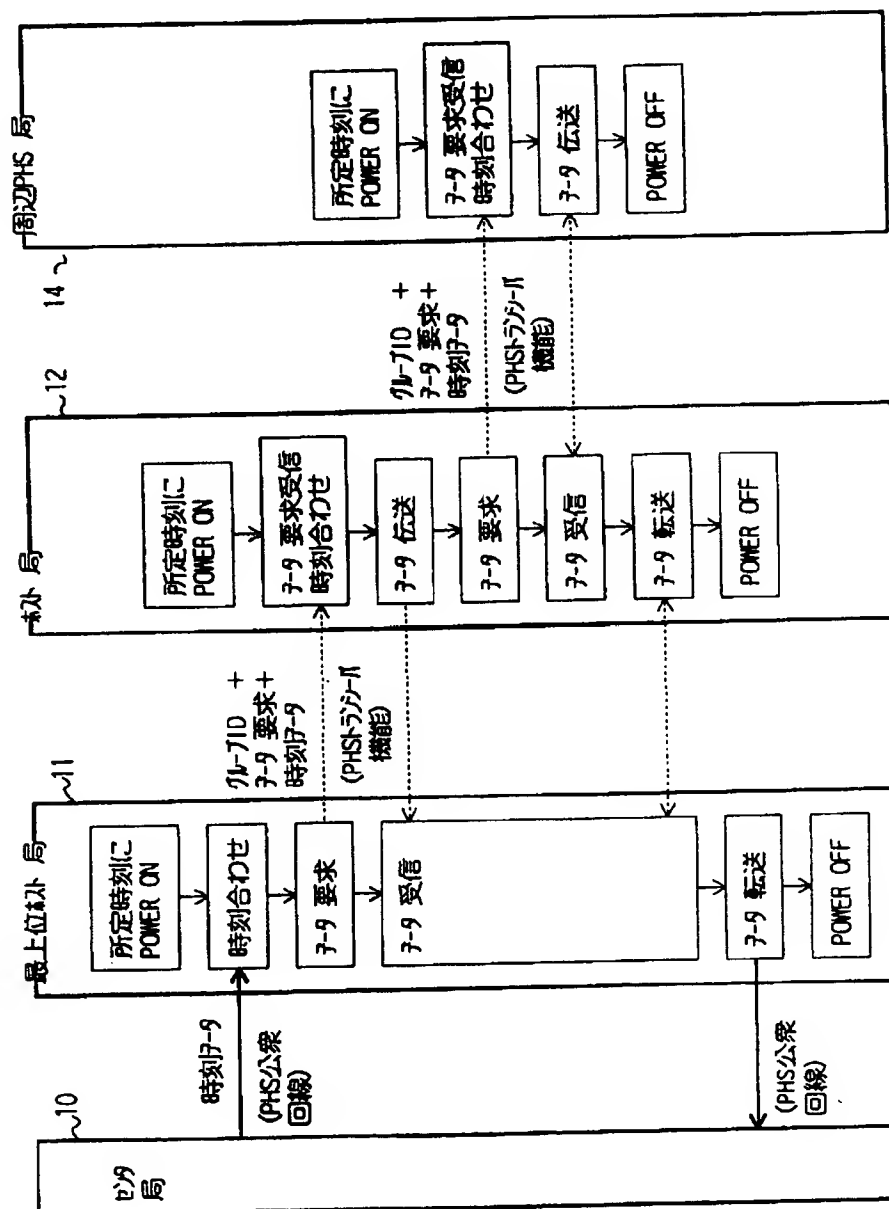 センタ
局
10
時刻データ
(PHS公衆
回線)
(PHS公衆
回線)
最上位ホスト局
11
所定時刻に
POWER ON
時刻合わせ
データ 要求
データ 受信
データ 転送
POWER OFF
グループID +
データ 要求+
時刻データ
(PHSトランシーバ
機能)
ホスト 局
12
所定時刻に
POWER ON
データ 要求受信
時刻合わせ
データ 伝送
データ 要求
データ 受信
データ 転送
POWER OFF
グループID +
データ 要求+
時刻データ
(PHSトランシーバ
機能)
周辺PHS 局
14
所定時刻に
POWER ON
データ 要求受信
時刻合わせ
データ 伝送
POWER OFF